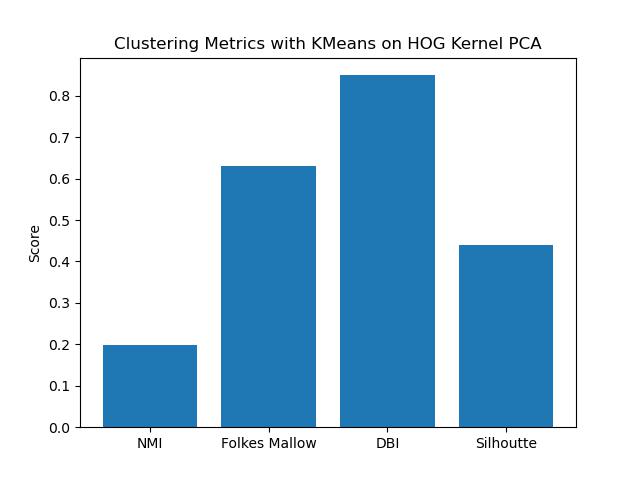 Clustering Metrics with KMeans on HOG Kernel PCA
Score
0.8
0.7
0.6
0.5
0.4
0.3
0.2
0.1
0.0
NMI
Folkes Mallow
DBI
Silhoutte